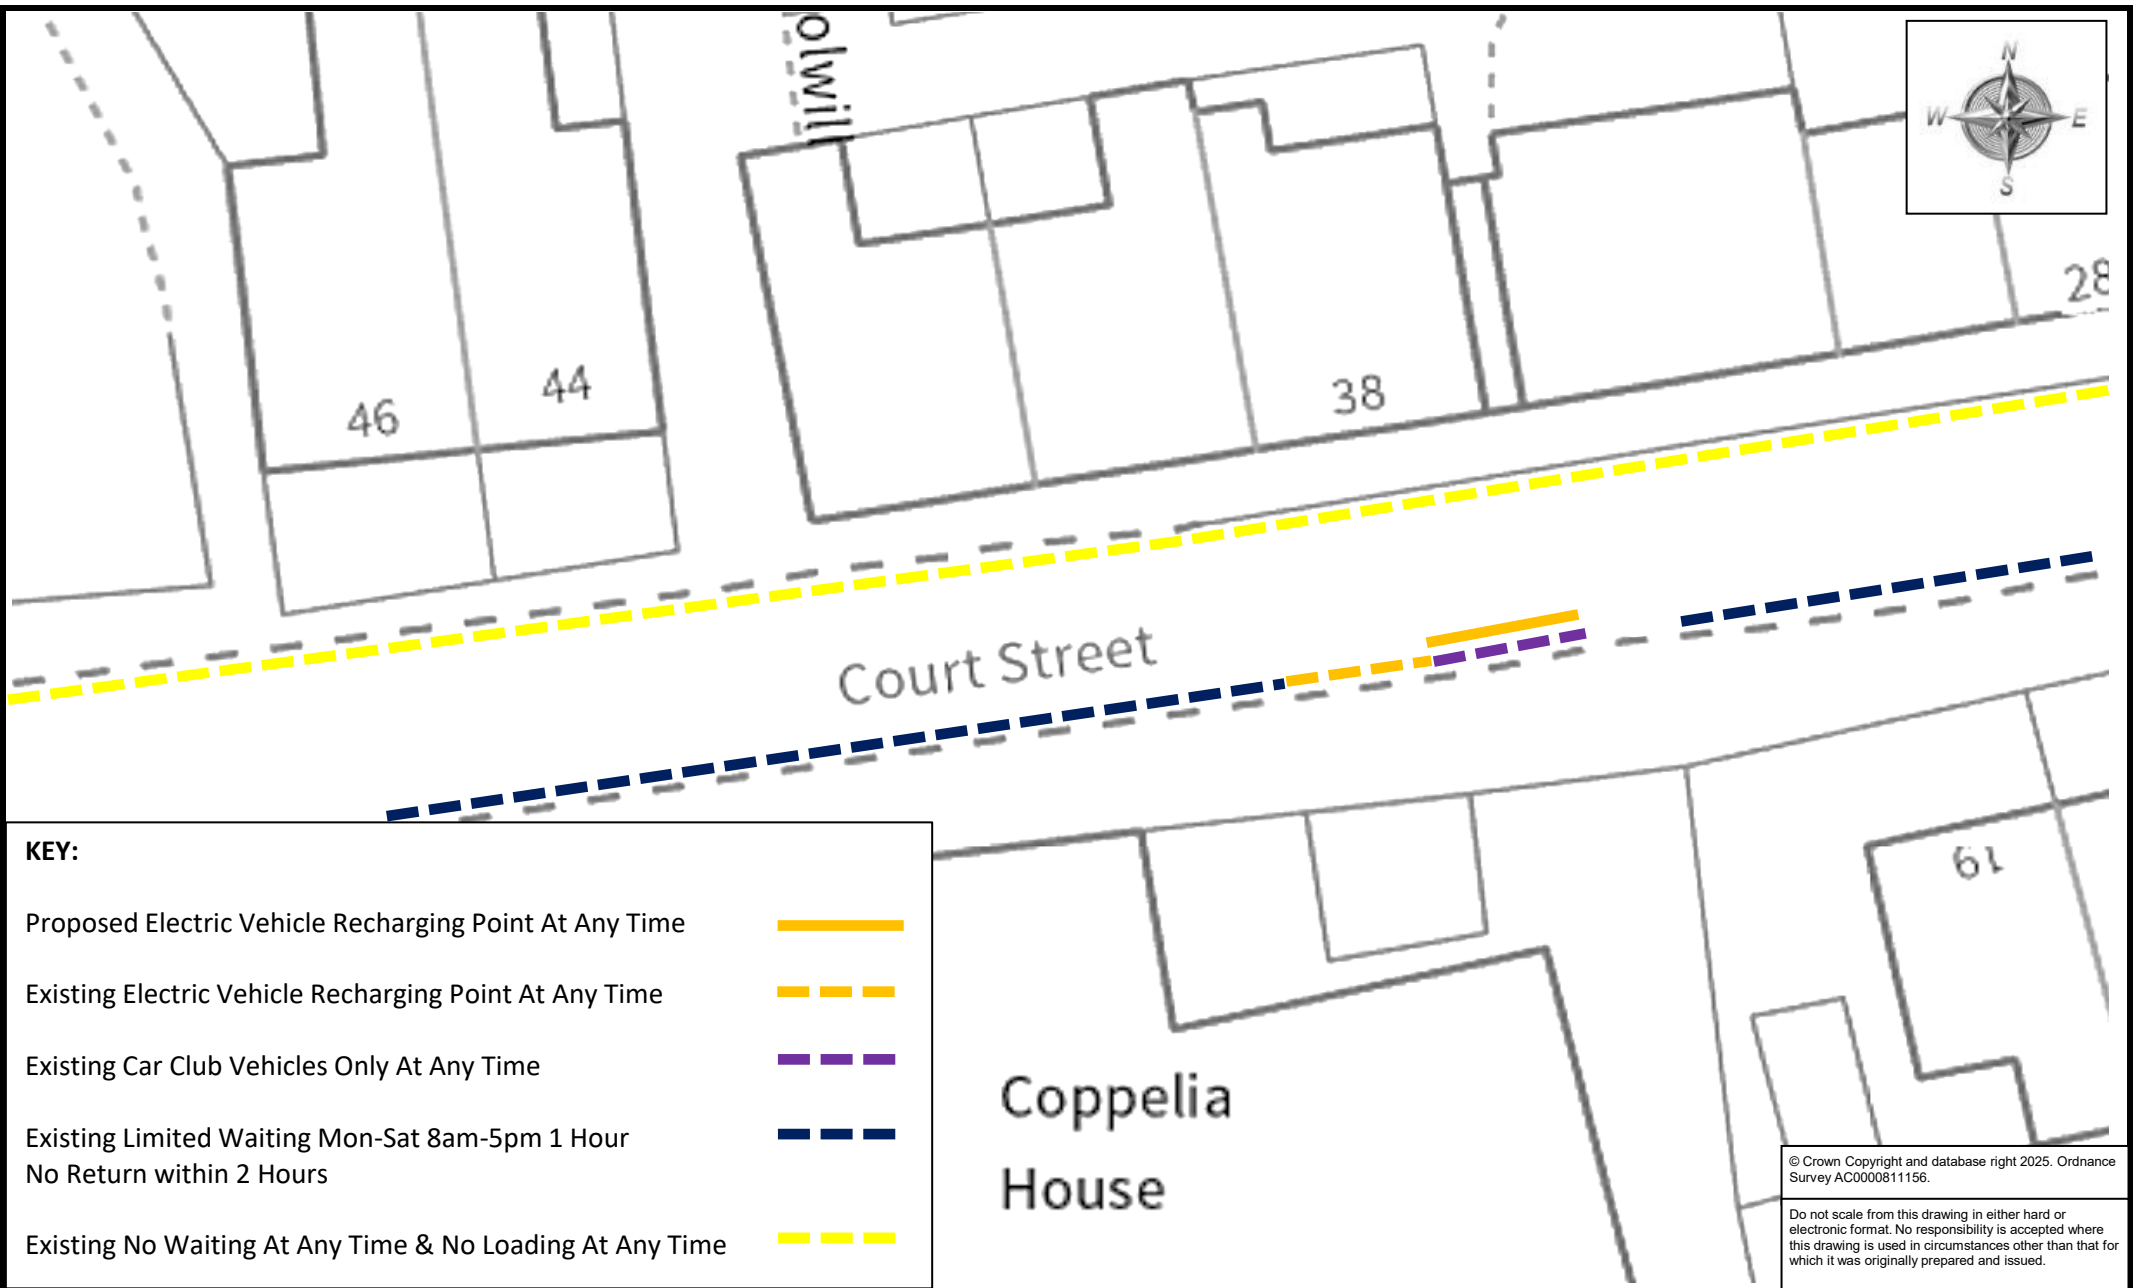 olwill
N
W E
S
28
46
44
38
Court Street
19
KEY:
Proposed Electric Vehicle Recharging Point At Any Time
Existing Electric Vehicle Recharging Point At Any Time
Existing Car Club Vehicles Only At Any Time
Existing Limited Waiting Mon-Sat 8am-5pm 1 Hour
No Return within 2 Hours
Existing No Waiting At Any Time & No Loading At Any Time
Coppelia
House
© Crown Copyright and database right 2025. Ordnance
Survey AC0000811156.
Do not scale from this drawing in either hard or
electronic format. No responsibility is accepted where
this drawing is used in circumstances other than that for
which it was originally prepared and issued.